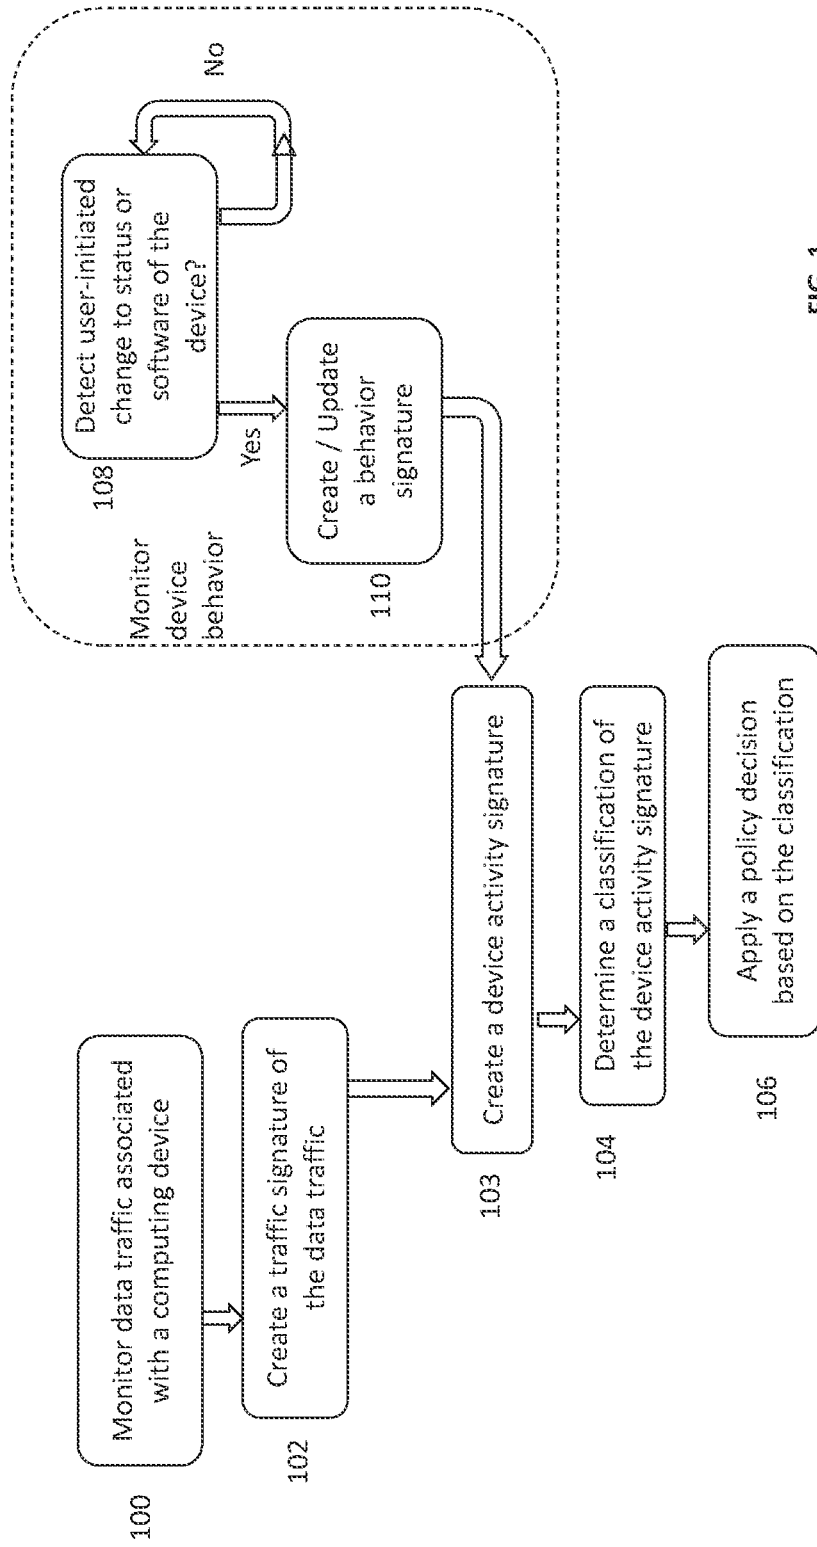 100
Monitor data traffic associated
with a computing device
102
Create a traffic signature of
the data traffic
103
Create a device activity signature
104
Determine a classification of
the device activity signature
106
Apply a policy decision
based on the classification
Monitor
device
behavior
108
Detect user-initiated
change to status or
software of the
device?
No
Yes
110
Create / Update
a behavior
signature
FIG. 1